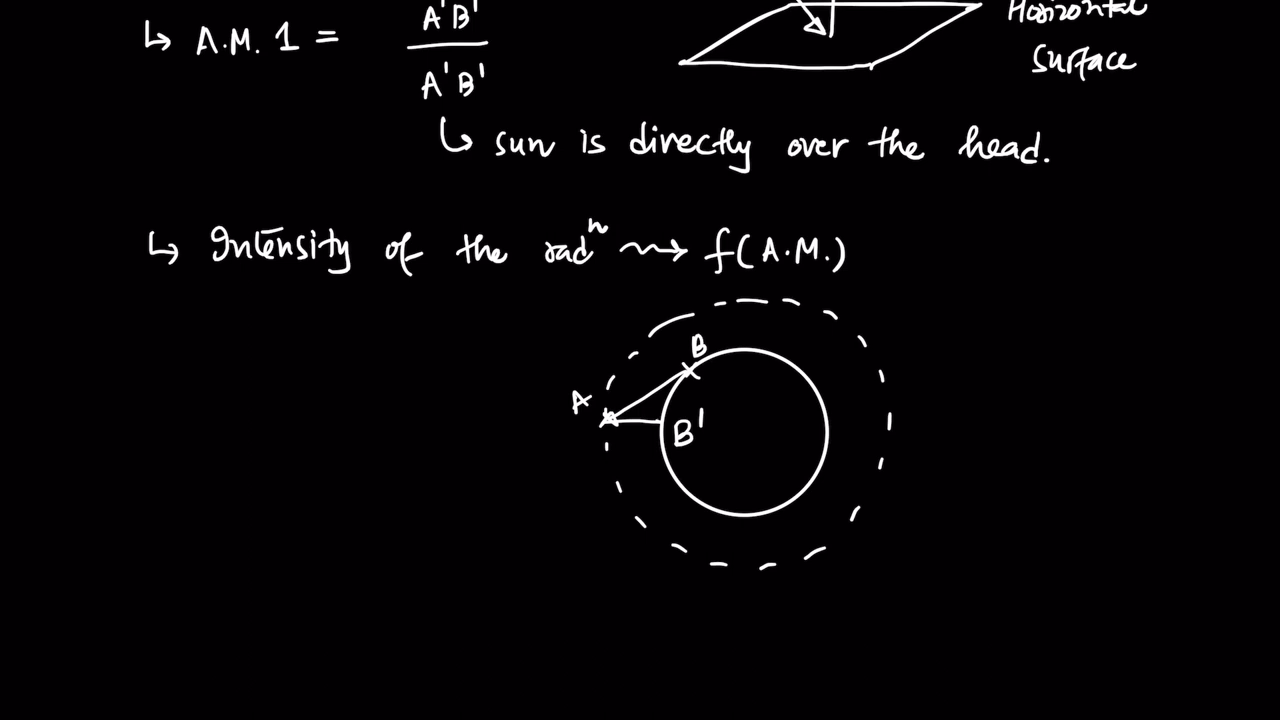 A'B'
↳ A.M. 1 =
A'B'
Horizontal
Surface
↳ sun is directly over the head.
↳ Intensity of the radⁿ ⇝ f(A.M.)
B
A
B'